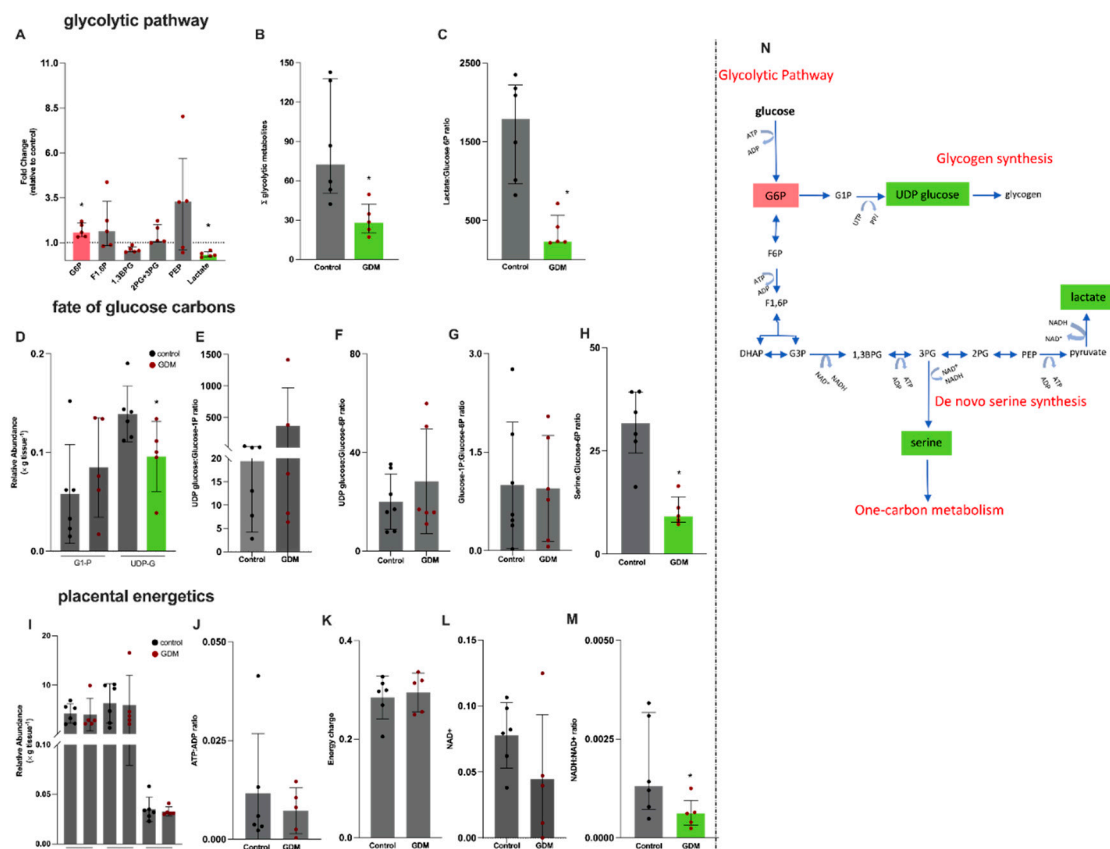 glycolytic pathway
A
Fold Change
(relative to control)
11.0
6.0
3.5
1.0
*
*
G6P
F1,6P
1,3BPG
2PG+3PG
PEP
Lactate
B
Σ glycolytic metabolites
150
120
90
60
30
0
*
Control
GDM
C
Lactate:Glucose 6P ratio
2500
1500
750
0
*
Control
GDM
fate of glucose carbons
D
Relative Abundance
(× g tissue⁻¹)
0.2
0.1
0.0
control
GDM
*
G1-P
UDP-G
E
UDP glucose:Glucose-1P ratio
1500
1000
500
20
15
10
5
0
Control
GDM
F
UDP glucose:Glucose-6P ratio
80
40
0
Control
GDM
G
Glucose-1P:Glucose-6P ratio
3.0
1.5
0.0
Control
GDM
H
Serine:Glucose-6P ratio
50
25
0
*
Control
GDM
placental energetics
I
Relative Abundance
(× g tissue⁻¹)
20
10
0.10
0.05
0.00
control
GDM
J
ATP:ADP ratio
0.050
0.025
0.000
Control
GDM
K
Energy charge
0.4
0.2
0.0
Control
GDM
L
NAD+
0.15
0.10
0.05
0.00
Control
GDM
M
NADH:NAD+ ratio
0.0050
0.0025
0.0000
*
Control
GDM
N
Glycolytic Pathway
glucose
ATP
ADP
Glycogen synthesis
G6P
G1P
UDP glucose
glycogen
UTP
PPi
F6P
ATP
ADP
F1,6P
lactate
NADH
NAD⁺
DHAP
G3P
1,3BPG
3PG
2PG
PEP
pyruvate
NAD⁺
NADH
ADP
ATP
NAD⁺
NADH
ADP
ATP
De novo serine synthesis
serine
One-carbon metabolism